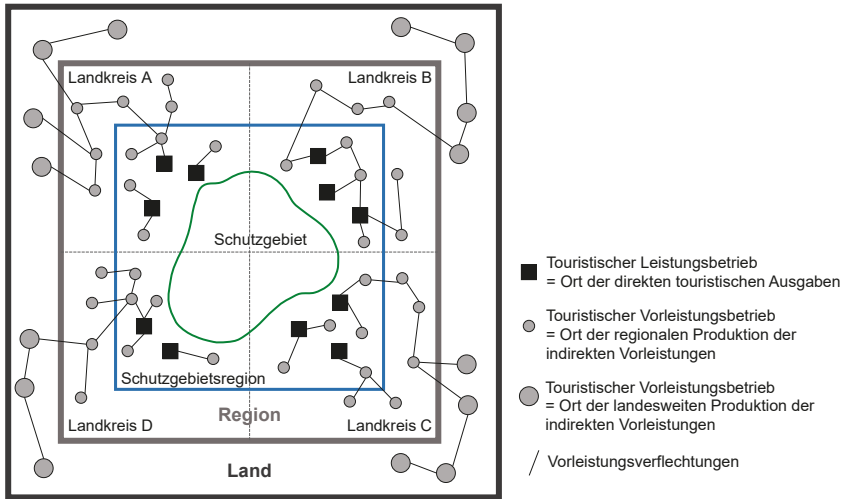 Landkreis A
Landkreis B
Schutzgebiet
Schutzgebietsregion
Landkreis D
Region
Landkreis C
Land
Touristischer Leistungsbetrieb
= Ort der direkten touristischen Ausgaben
Touristischer Vorleistungsbetrieb
= Ort der regionalen Produktion der
indirekten Vorleistungen
Touristischer Vorleistungsbetrieb
= Ort der landesweiten Produktion der
indirekten Vorleistungen
Vorleistungsverflechtungen